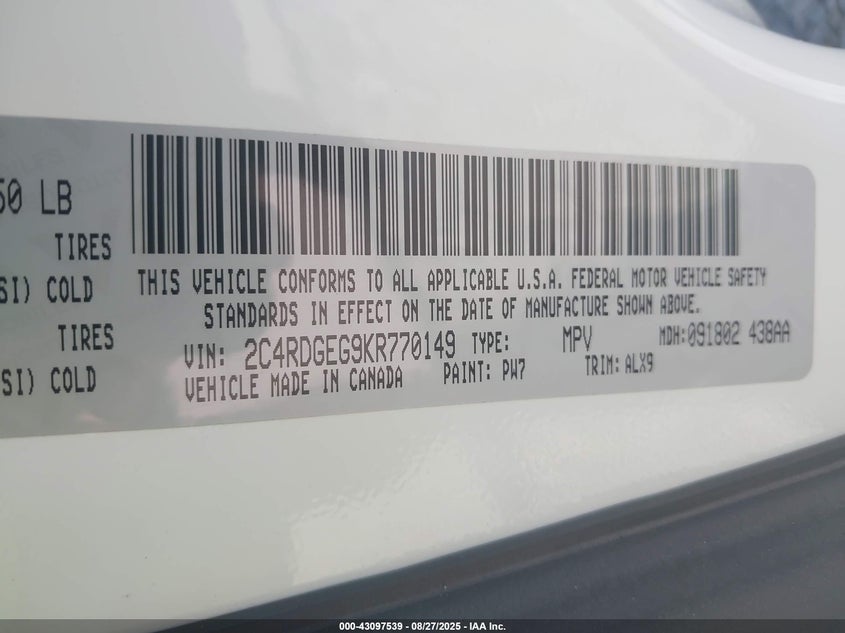 50 LB
TIRES
SI) COLD
TIRES
SI) COLD
THIS VEHICLE CONFORMS TO ALL APPLICABLE U.S.A. FEDERAL MOTOR VEHICLE SAFETY
STANDARDS IN EFFECT ON THE DATE OF MANUFACTURE SHOWN ABOVE.
VIN: 2C4RDGEG9KR770149 TYPE: MPV MDH:091802 438AA
VEHICLE MADE IN CANADA PAINT: PW7 TRIM: ALX9
000-43097539 - 08/27/2025 - IAA Inc.